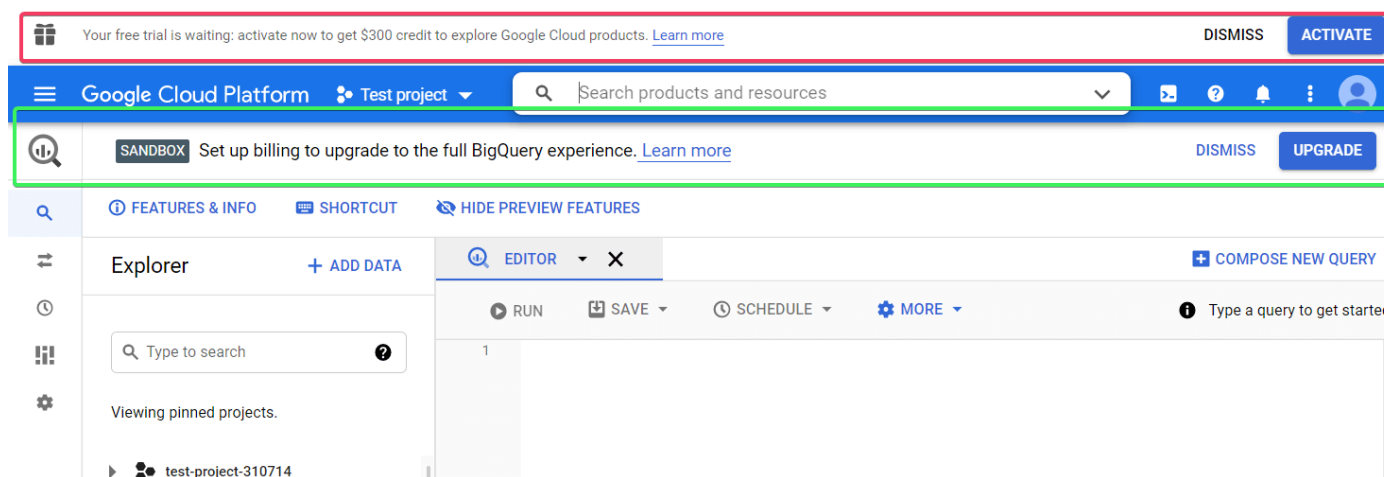 Your free trial is waiting: activate now to get $300 credit to explore Google Cloud products. Learn more DISMISS ACTIVATE
Google Cloud Platform Test project Search products and resources
SANDBOX Set up billing to upgrade to the full BigQuery experience. Learn more DISMISS UPGRADE
FEATURES & INFO SHORTCUT HIDE PREVIEW FEATURES
Explorer + ADD DATA EDITOR COMPOSE NEW QUERY
RUN SAVE SCHEDULE MORE Type a query to get starte
Type to search 1
Viewing pinned projects.
test-project-310714